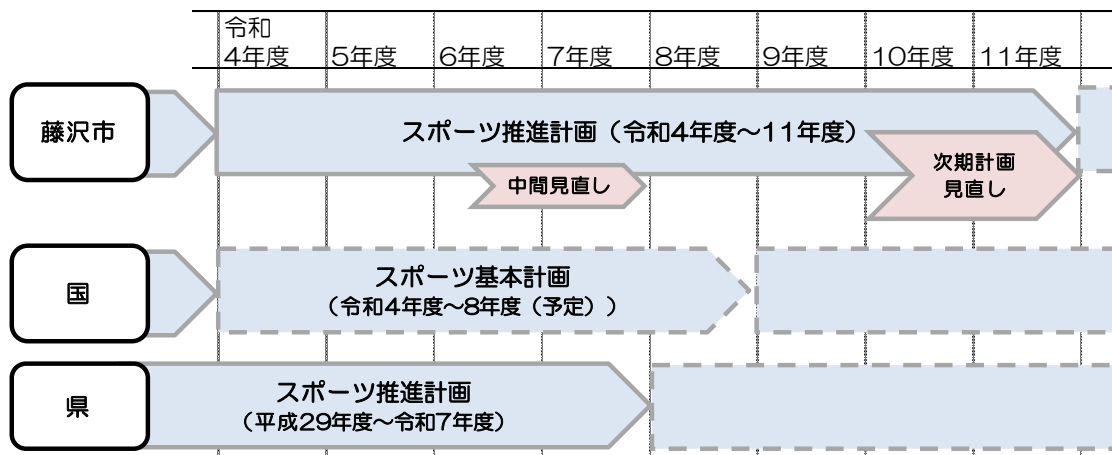 令和
4年度 5年度 6年度 7年度 8年度 9年度 10年度 11年度
藤沢市
スポーツ推進計画（令和4年度～11年度）
中間見直し
次期計画
見直し
国
スポーツ基本計画
（令和4年度～8年度（予定））
県
スポーツ推進計画
（平成29年度～令和7年度）